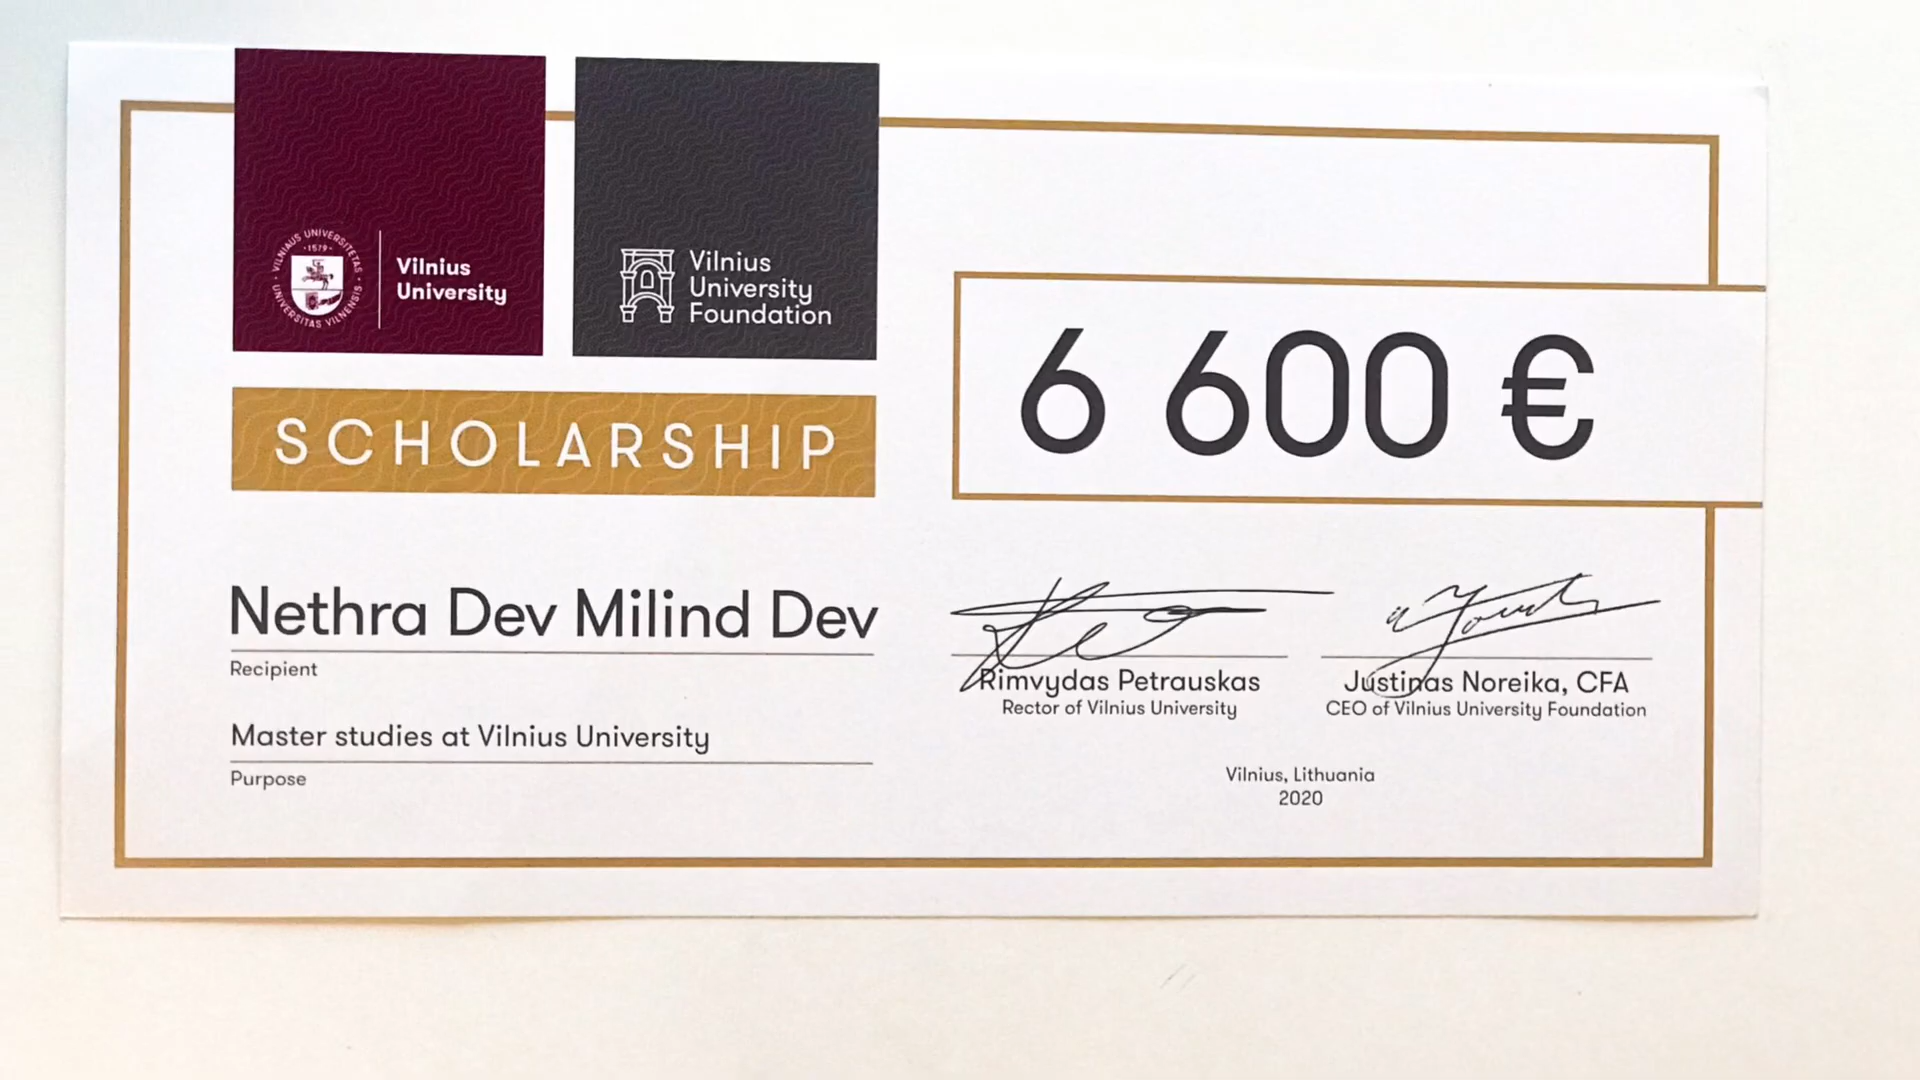 VILNIAUS UNIVERSITETAS
· 1579 ·
UNIVERSITAS VILNENSIS
Vilnius
University
Vilnius
University
Foundation
SCHOLARSHIP
6 600 €
Nethra Dev Milind Dev
Recipient
Master studies at Vilnius University
Purpose
Rimvydas Petrauskas
Rector of Vilnius University
Justinas Noreika, CFA
CEO of Vilnius University Foundation
Vilnius, Lithuania
2020